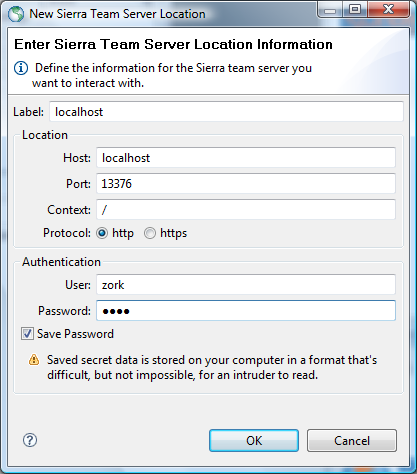 New Sierra Team Server Location
Enter Sierra Team Server Location Information
Define the information for the Sierra team server you
want to interact with.
Label: localhost
Location
Host: localhost
Port: 13376
Context: /
Protocol: http https
Authentication
User: zork
Password: ●●●●
Save Password
Saved secret data is stored on your computer in a format that's
difficult, but not impossible, for an intruder to read.
? OK Cancel